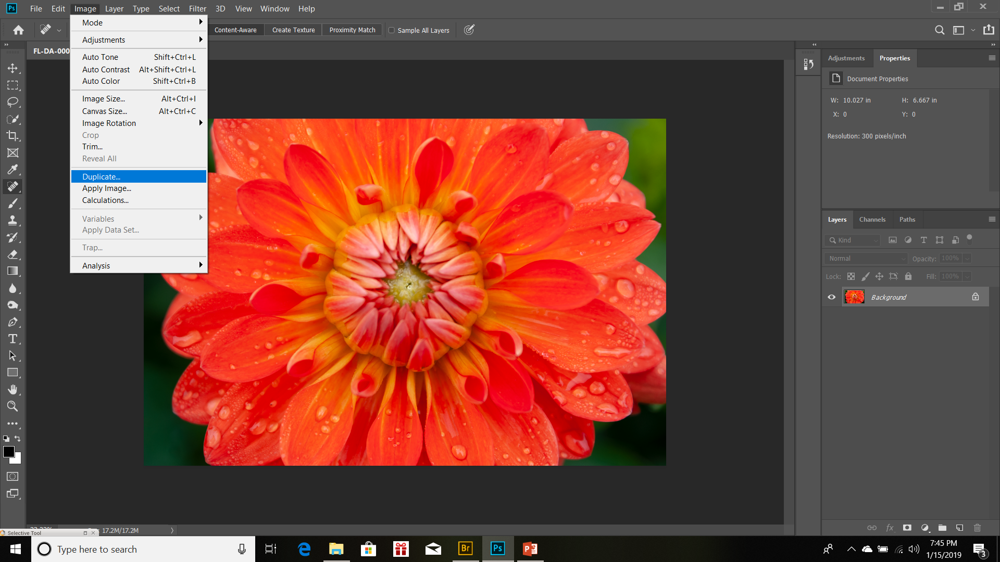 Ps File Edit Image Layer Type Select Filter 3D View Window Help
Content-Aware Create Texture Proximity Match Sample All Layers
FL-DA-000
Mode
Adjustments
Auto Tone Shift+Ctrl+L
Auto Contrast Alt+Shift+Ctrl+L
Auto Color Shift+Ctrl+B
Image Size... Alt+Ctrl+I
Canvas Size... Alt+Ctrl+C
Image Rotation
Crop
Trim...
Reveal All
Duplicate...
Apply Image...
Calculations...
Variables
Apply Data Set...
Trap...
Analysis
Adjustments Properties
Document Properties
W: 10.027 in H: 6.667 in
X: 0 Y: 0
Resolution: 300 pixels/inch
Layers Channels Paths
Kind
Normal Opacity: 100%
Lock: Fill: 100%
Background
fx
17.2M/17.2M
Selective Tool
Type here to search
Br Ps
7:45 PM
1/15/2019
3